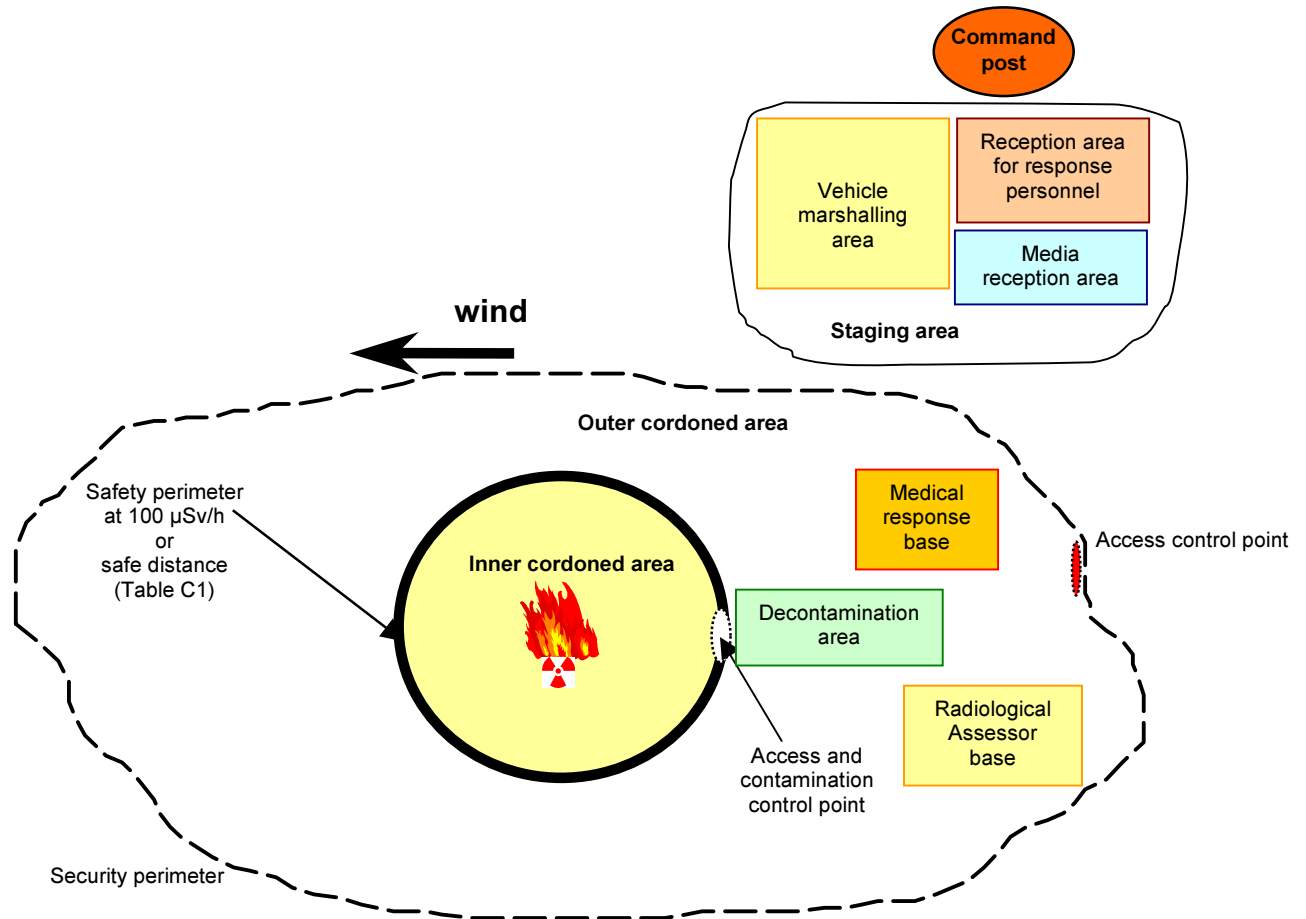 Command
post
Vehicle
marshalling
area
Reception area
for response
personnel
Media
reception area
Staging area
wind
Outer cordoned area
Safety perimeter
at 100 µSv/h
or
safe distance
(Table C1)
Inner cordoned area
Medical
response
base
Access control point
Decontamination
area
Radiological
Assessor
base
Access and
contamination
control point
Security perimeter